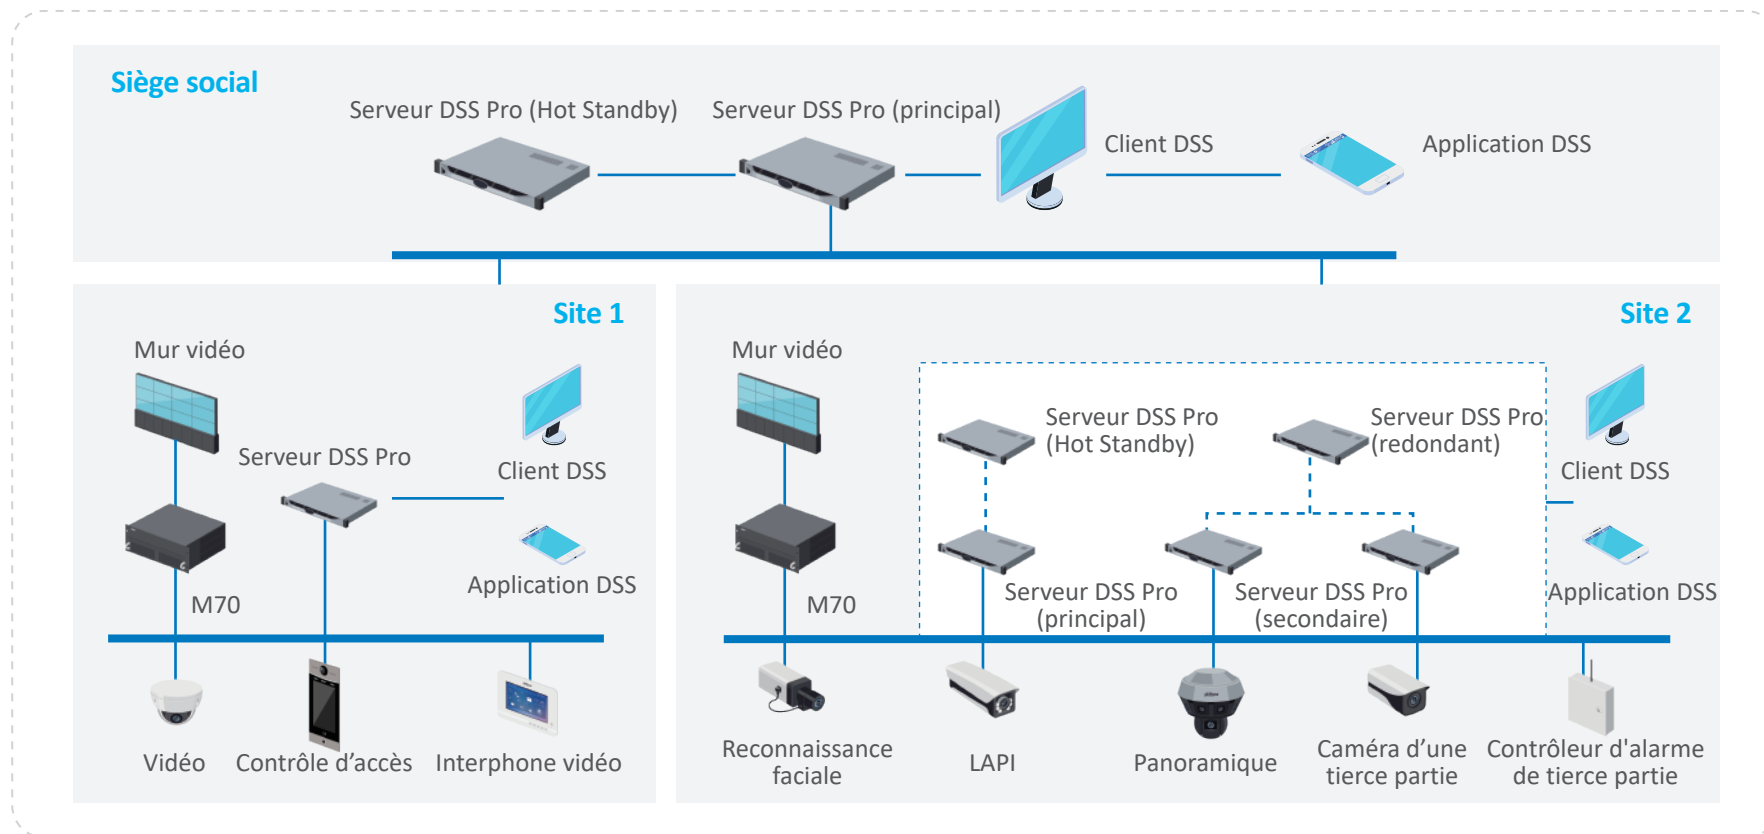 Siège social
Serveur DSS Pro (Hot Standby)
Serveur DSS Pro (principal)
Client DSS
Application DSS
Site 1
Mur vidéo
Serveur DSS Pro
Client DSS
Application DSS
M70
Vidéo
Contrôle d’accès
Interphone vidéo
Site 2
Mur vidéo
Serveur DSS Pro
(Hot Standby)
Serveur DSS Pro
(redondant)
Client DSS
Application DSS
M70
Serveur DSS Pro
(principal)
Serveur DSS Pro
(secondaire)
Reconnaissance
faciale
LAPI
Panoramique
Caméra d’une
tierce partie
Contrôleur d'alarme
de tierce partie